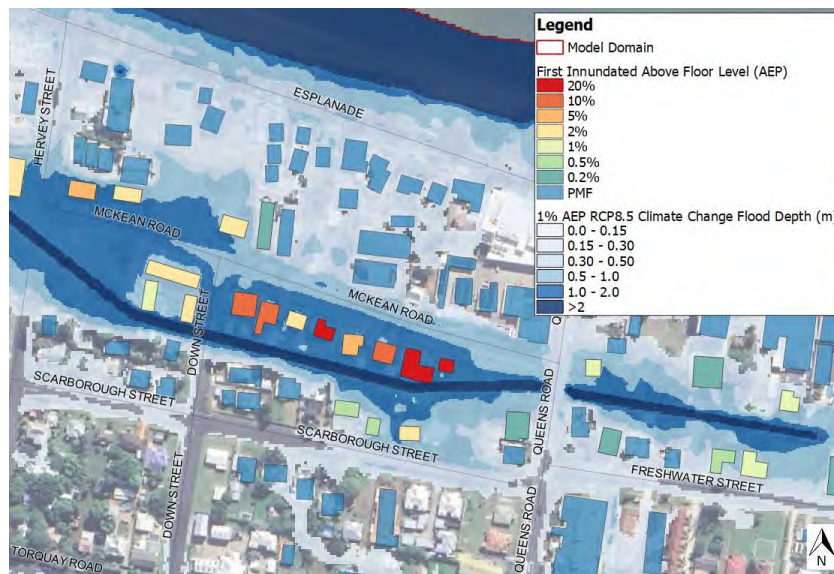 Legend
Model Domain
First Innundated Above Floor Level (AEP)
20%
10%
5%
2%
1%
0.5%
0.2%
PMF
1% AEP RCP8.5 Climate Change Flood Depth (m)
0.0 - 0.15
0.15 - 0.30
0.30 - 0.50
0.5 - 1.0
1.0 - 2.0
>2
ESPLANADE
HERVEY STREET
MCKEAN ROAD
MCKEAN ROAD
DOWN STREET
SCARBOROUGH STREET
SCARBOROUGH STREET
QUEENS ROAD
FRESHWATER STREET
DOWN STREET
QUEENS ROAD
TORQUAY ROAD
N